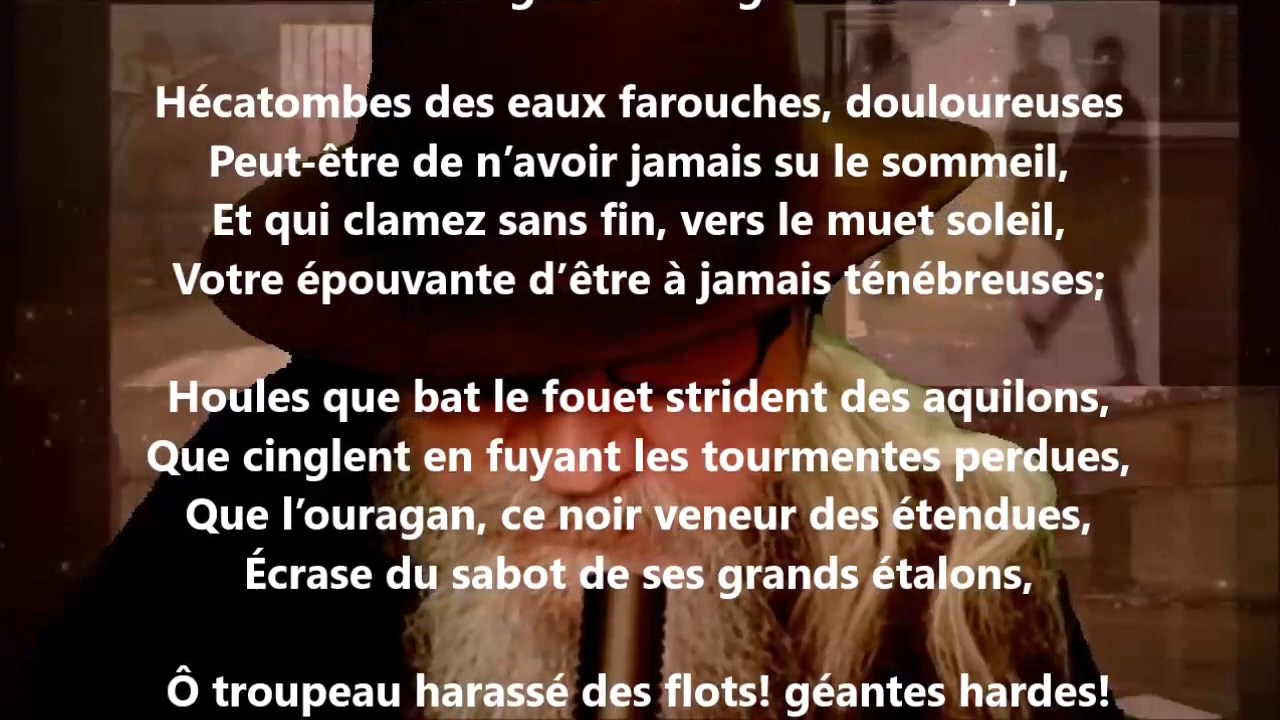 Hécatombes des eaux farouches, douloureuses
Peut-être de n’avoir jamais su le sommeil,
Et qui clamez sans fin, vers le muet soleil,
Votre épouvante d’être à jamais ténébreuses;
Houles que bat le fouet strident des aquilons,
Que cinglent en fuyant les tourmentes perdues,
Que l’ouragan, ce noir veneur des étendues,
Écrase du sabot de ses grands étalons,
Ô troupeau harassé des flots! géantes hardes!